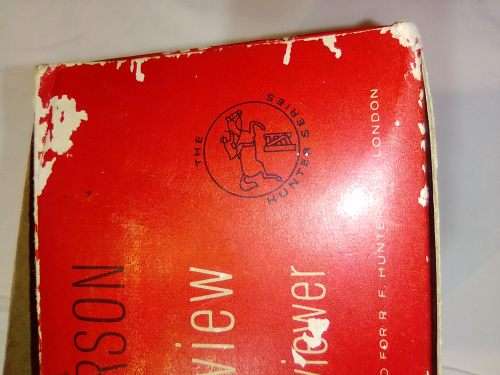 THE
HUNTER SERIES
RSON
view
viewer
D FOR R. F. HUNTE
LONDON